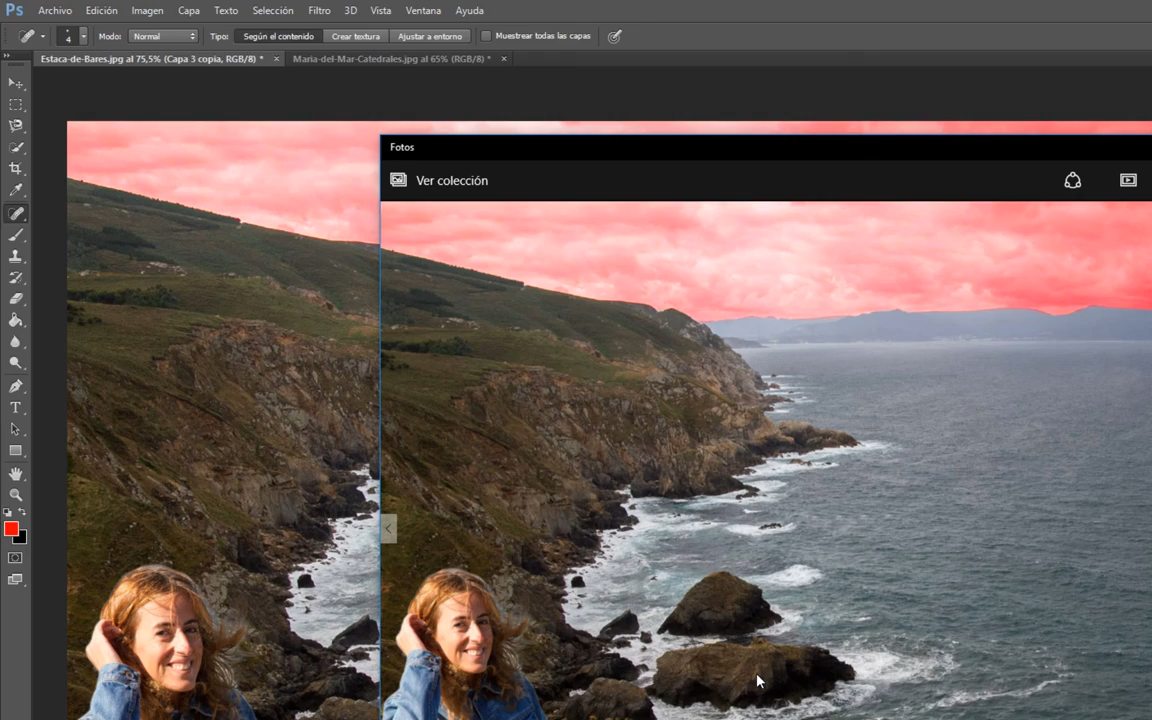 Ps Archivo Edición Imagen Capa Texto Selección Filtro 3D Vista Ventana Ayuda
4 Modo: Normal Tipo: Según el contenido Crear textura Ajustar a entorno Muestrear todas las capas
Estaca-de-Bares.jpg al 75,5% (Capa 3 copia, RGB/8) * × Maria-del-Mar-Catedrales.jpg al 65% (RGB/8) * ×
Fotos
Ver colección
T